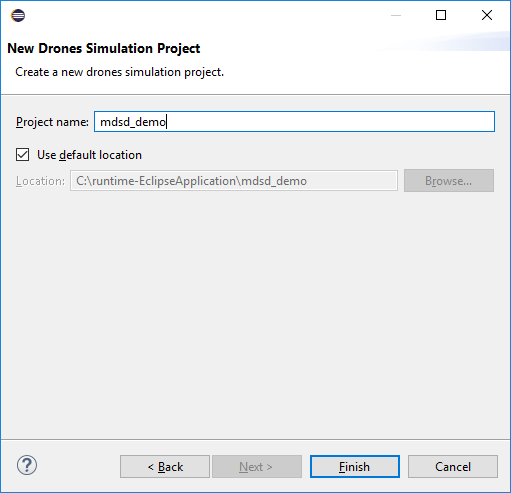 New Drones Simulation Project
Create a new drones simulation project.
Project name: mdsd_demo
Use default location
Location: C:\runtime-EclipseApplication\mdsd_demo Browse...
? < Back Next > Finish Cancel